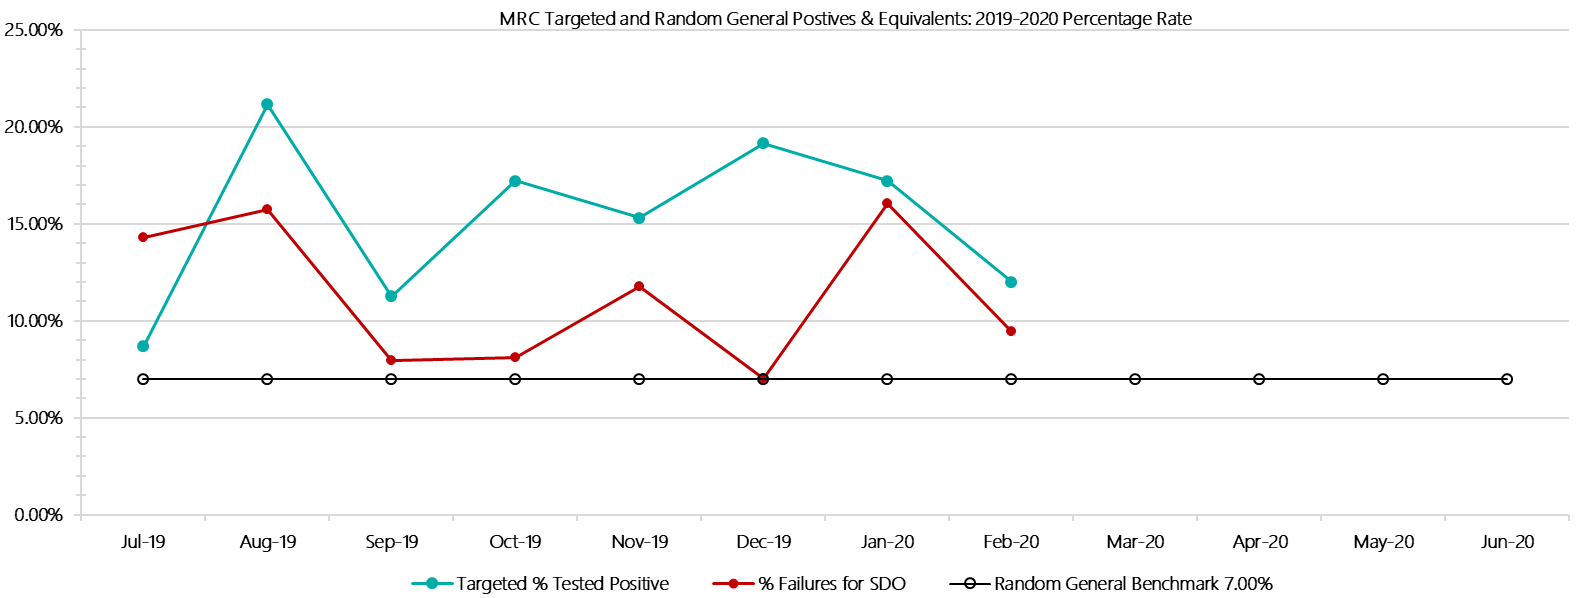 MRC Targeted and Random General Postives & Equivalents: 2019-2020 Percentage Rate
25.00%
20.00%
15.00%
10.00%
5.00%
0.00%
Jul-19 Aug-19 Sep-19 Oct-19 Nov-19 Dec-19 Jan-20 Feb-20 Mar-20 Apr-20 May-20 Jun-20
Targeted % Tested Positive % Failures for SDO Random General Benchmark 7.00%